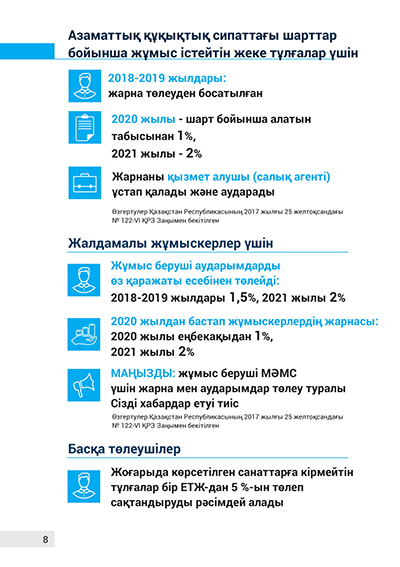 Азаматтық құқықтық сипаттағы шарттар
бойынша жұмыс істейтін жеке тұлғалар үшін
2018-2019 жылдары:
жарна төлеуден босатылған
2020 жылы - шарт бойынша алатын
табысынан 1%,
2021 жылы - 2%
Жарнаны қызмет алушы (салық агенті)
ұстап қалады және аударады
Өзгертулер Қазақстан Республикасының 2017 жылғы 25 желтоқсандағы
№ 122-VI ҚРЗ Заңымен бекітілген
Жалдамалы жұмыскерлер үшін
Жұмыс беруші аударымдарды
өз қаражаты есебінен төлейді:
2018-2019 жылдары 1,5%, 2021 жылы 2%
2020 жылдан бастап жұмыскерлердің жарнасы:
2020 жылы еңбекақыдан 1%,
2021 жылы 2%
МАҢЫЗДЫ: жұмыс беруші МӘМС
үшін жарна мен аударымдар төлеу туралы
Сізді хабардар етуі тиіс
Өзгертулер Қазақстан Республикасының 2017 жылғы 25 желтоқсандағы
№ 122-VI ҚРЗ Заңымен бекітілген
Басқа төлеушілер
Жоғарыда көрсетілген санаттарға кірмейтін
тұлғалар бір ЕТЖ-дан 5 %-ын төлеп
сақтандыруды рәсімдей алады
8